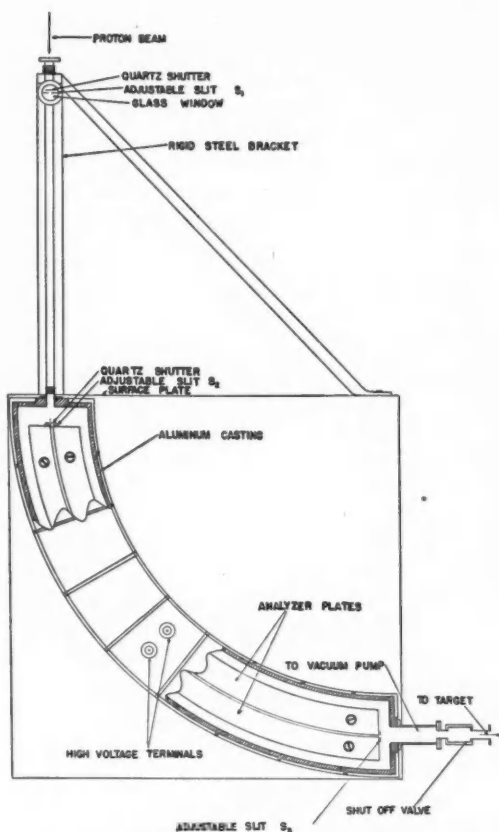 PROTON BEAM
QUARTZ SHUTTER
ADJUSTABLE SLIT S₁
GLASS WINDOW
RIGID STEEL BRACKET
QUARTZ SHUTTER
ADJUSTABLE SLIT S₂
SURFACE PLATE
ALUMINUM CASTING
ANALYZER PLATES
TO VACUUM PUMP
TO TARGET
HIGH VOLTAGE TERMINALS
SHUT OFF VALVE
ADJUSTABLE SLIT S₃